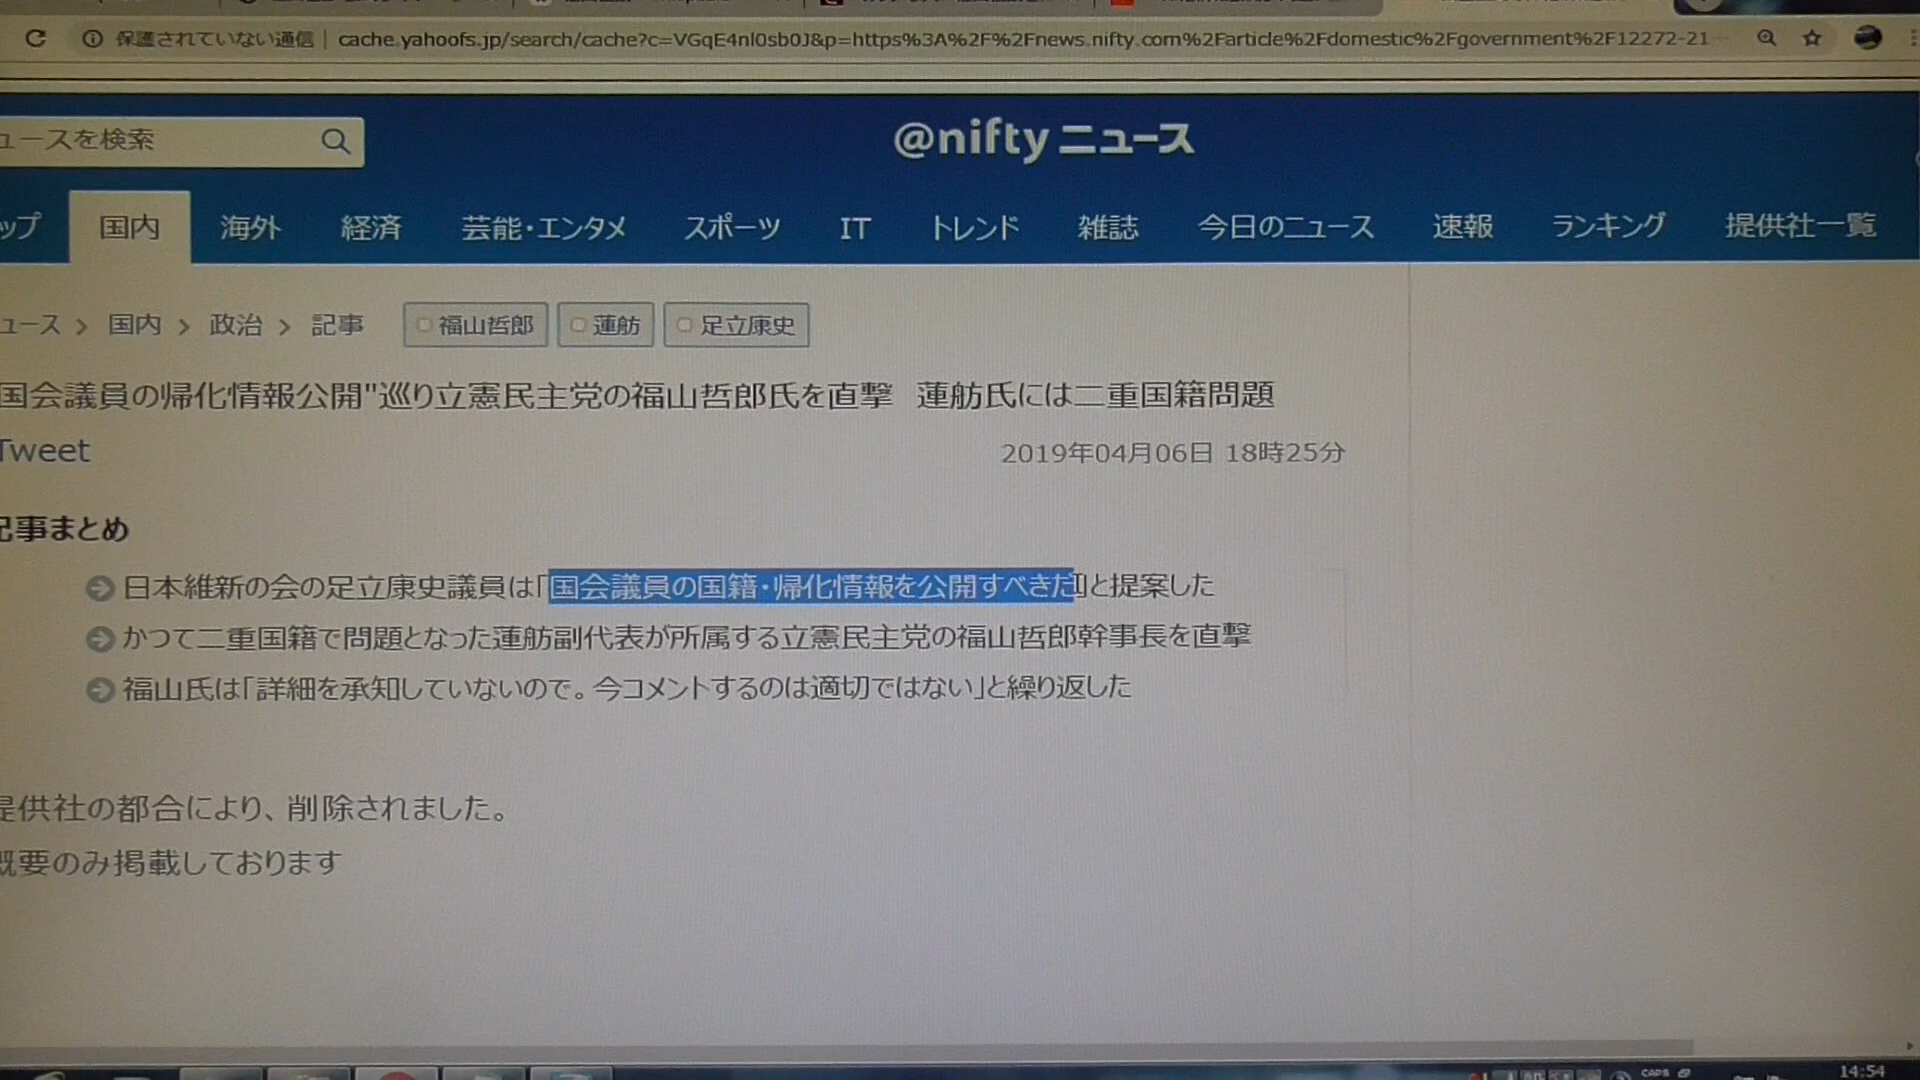 保護されていない通信 | cache.yahoofs.jp/search/cache?c=VGqE4nl0sb0J&p=https%3A%2F%2Fnews.nifty.com%2Farticle%2Fdomestic%2Fgovernment%2F12272-21
ュースを検索
@nifty ニュース
ップ 国内 海外 経済 芸能・エンタメ スポーツ IT トレンド 雑誌 今日のニュース 速報 ランキング 提供社一覧
ュース > 国内 > 政治 > 記事 福山哲郎 蓮舫 足立康史
国会議員の帰化情報公開"巡り立憲民主党の福山哲郎氏を直撃 蓮舫氏には二重国籍問題
Tweet
2019年04月06日 18時25分
記事まとめ
日本維新の会の足立康史議員は「国会議員の国籍・帰化情報を公開すべきだ」と提案した
かつて二重国籍で問題となった蓮舫副代表が所属する立憲民主党の福山哲郎幹事長を直撃
福山氏は「詳細を承知していないので。今コメントするのは適切ではない」と繰り返した
提供社の都合により、削除されました。
概要のみ掲載しております
CAPS
14:54